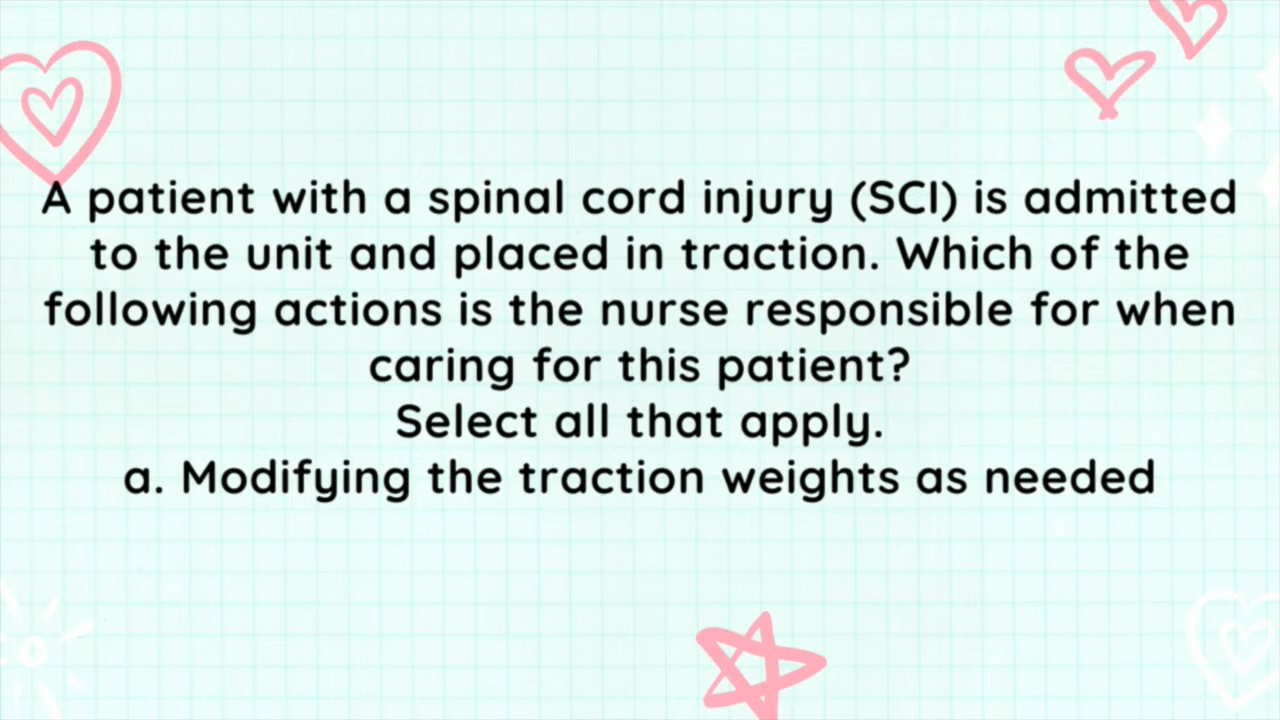 A patient with a spinal cord injury (SCI) is admitted
to the unit and placed in traction. Which of the
following actions is the nurse responsible for when
caring for this patient?
Select all that apply.
a. Modifying the traction weights as needed